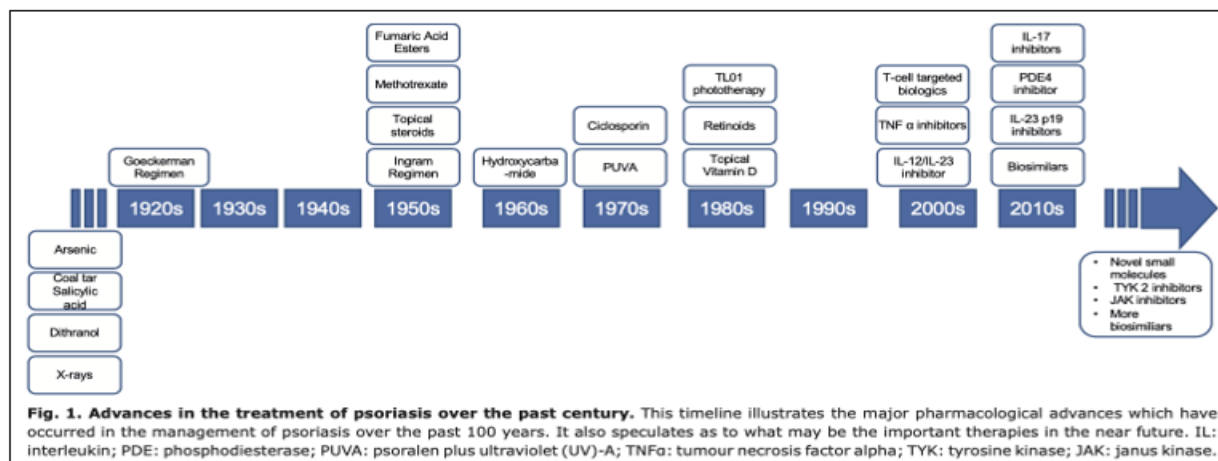 Fumaric Acid
Esters
Methotrexate
Topical
steroids
Ingram
Regimen
Goeckerman
Regimen
Hydroxycarba
-mide
Ciclosporin
PUVA
TL01
phototherapy
Retinoids
Topical
Vitamin D
T-cell targeted
biologics
TNF α inhibitors
IL-12/IL-23
inhibitor
IL-17
inhibitors
PDE4
inhibitor
IL-23 p19
inhibitors
Biosimilars
1920s
1930s
1940s
1950s
1960s
1970s
1980s
1990s
2000s
2010s
Arsenic
Coal tar
Salicylic
acid
Dithranol
X-rays
• Novel small
molecules
• TYK 2 inhibitors
• JAK inhibitors
• More
biosimiliars
Fig. 1. Advances in the treatment of psoriasis over the past century. This timeline illustrates the major pharmacological advances which have
occurred in the management of psoriasis over the past 100 years. It also speculates as to what may be the important therapies in the near future. IL:
interleukin; PDE: phosphodiesterase; PUVA: psoralen plus ultraviolet (UV)-A; TNFα: tumour necrosis factor alpha; TYK: tyrosine kinase; JAK: janus kinase.